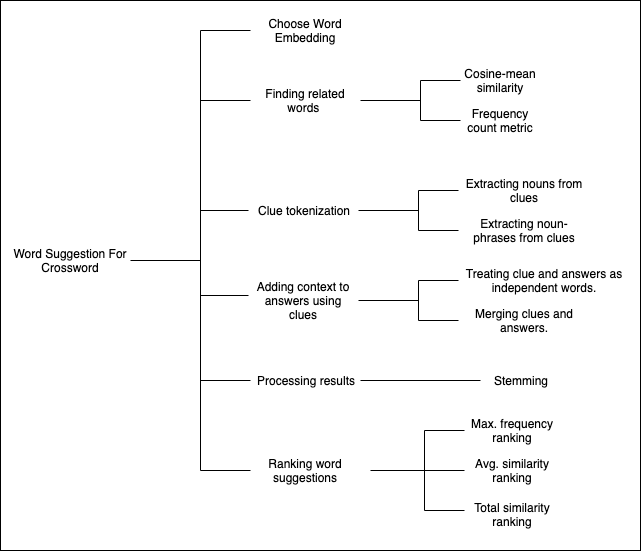 Choose Word
Embedding
Finding related
words
Cosine-mean
similarity
Frequency
count metric
Clue tokenization
Extracting nouns from
clues
Extracting noun-
phrases from clues
Word Suggestion For
Crossword
Adding context to
answers using
clues
Treating clue and answers as
independent words.
Merging clues and
answers.
Processing results
Stemming
Ranking word
suggestions
Max. frequency
ranking
Avg. similarity
ranking
Total similarity
ranking